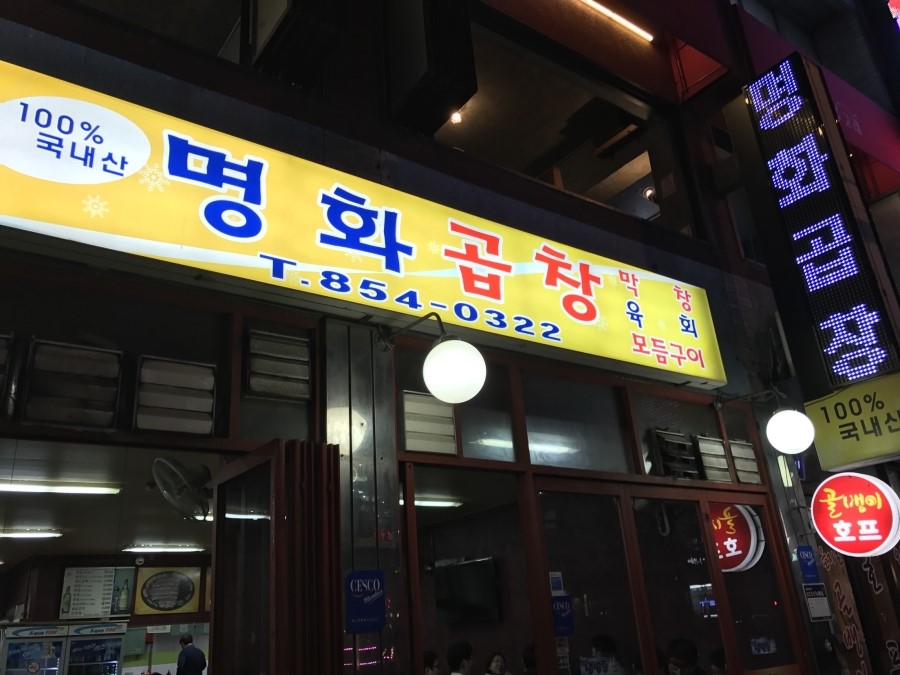 100%
국내산
명화곱창
T.854-0322
막창
육회
모듬구이
명화곱창
100%
국내산
골뱅이
호프
CESCO
CESCO